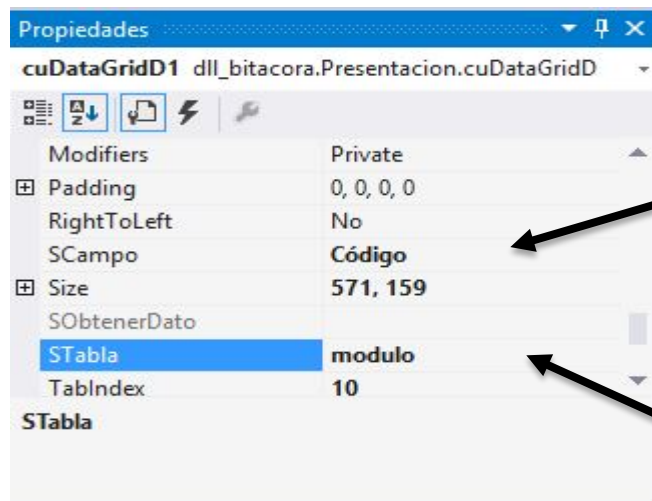 Propiedades
cuDataGridD1 dll_bitacora.Presentacion.cuDataGridD
Modifiers Private
Padding 0, 0, 0, 0
RightToLeft No
SCampo Código
Size 571, 159
SObtenerDato
STabla modulo
TabIndex 10
STabla